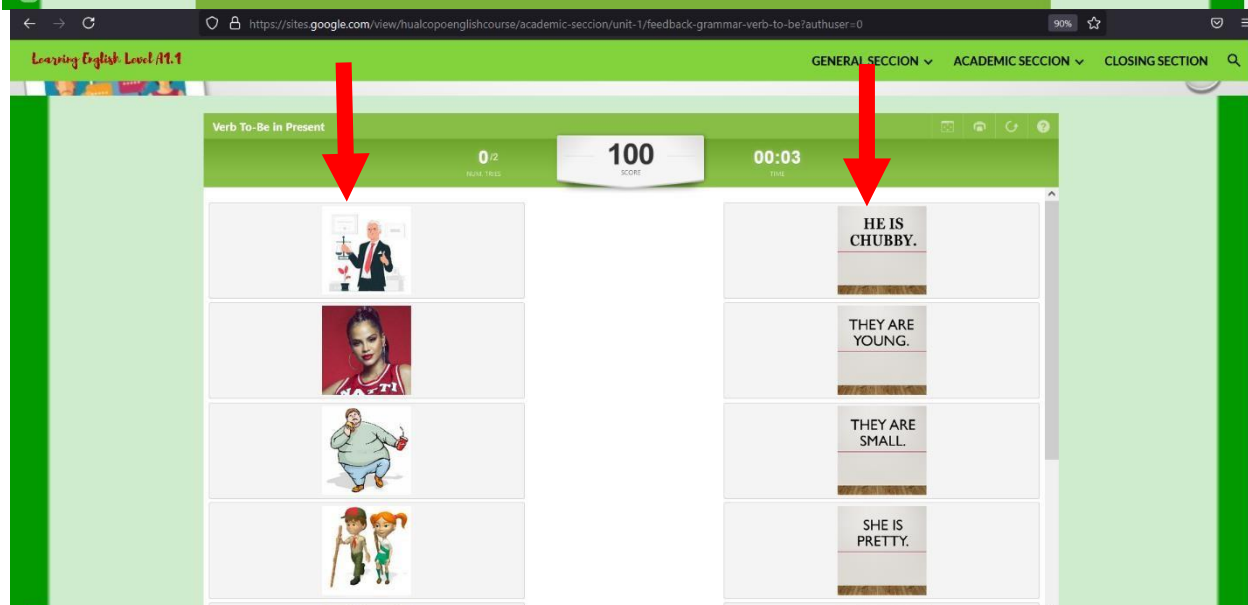 https://sites.google.com/view/hualcopoenglishcourse/academic-seccion/unit-1/feedback-grammar-verb-to-be?authuser=0
90%
Learning English Level A1.1
GENERAL SECCION
ACADEMIC SECCION
CLOSING SECTION
Verb To-Be in Present
0/2
NUM. TRIES
100
SCORE
00:03
TIME
HE IS
CHUBBY.
THEY ARE
YOUNG.
NATTI
THEY ARE
SMALL.
SHE IS
PRETTY.